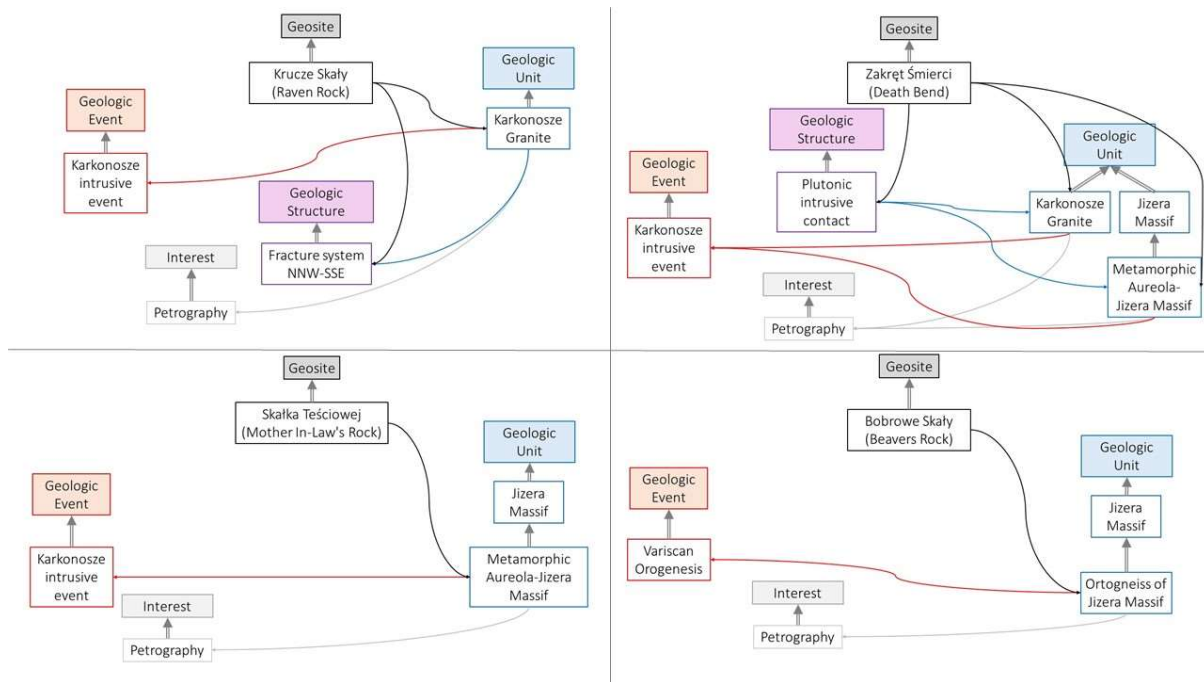 Geosite
Krucze Skały
(Raven Rock)
Geologic
Unit
Geologic
Event
Karkonosze
Granite
Karkonosze
intrusive
event
Geologic
Structure
Interest
Fracture system
NNW-SSE
Petrography
Geosite
Zakręt Śmierci
(Death Bend)
Geologic
Structure
Geologic
Unit
Geologic
Event
Plutonic
intrusive
contact
Karkonosze
Granite
Jizera
Massif
Karkonosze
intrusive
event
Metamorphic
Aureola-
Jizera Massif
Interest
Petrography
Geosite
Skałka Teściowej
(Mother In-Law's Rock)
Geologic
Unit
Geologic
Event
Jizera
Massif
Karkonosze
intrusive
event
Metamorphic
Aureola-Jizera
Massif
Interest
Petrography
Geosite
Bobrowe Skały
(Beavers Rock)
Geologic
Unit
Geologic
Event
Jizera
Massif
Variscan
Orogenesis
Ortogneiss of
Jizera Massif
Interest
Petrography